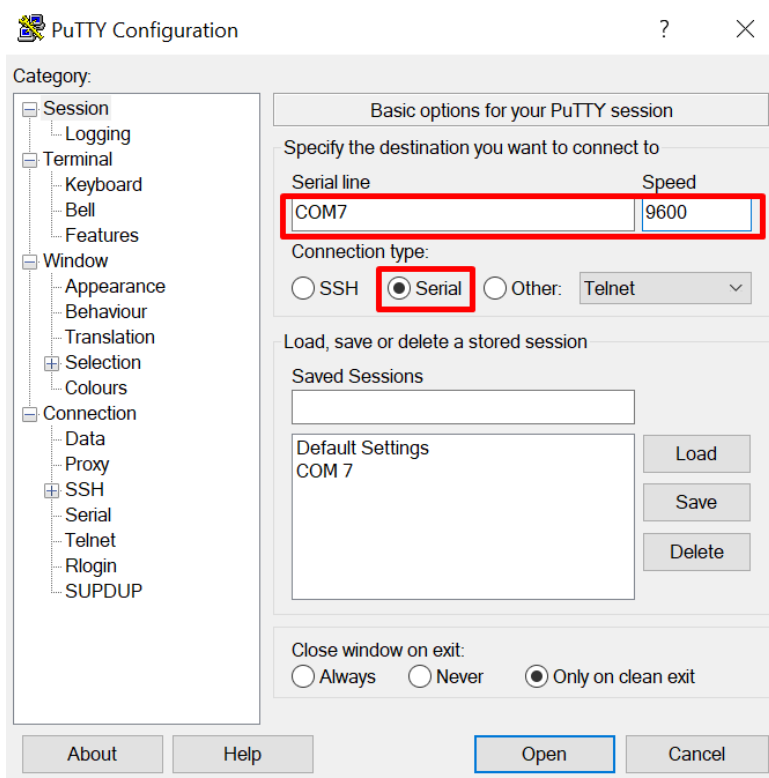 PuTTY Configuration ?
Category:
Session
Logging
Terminal
Keyboard
Bell
Features
Window
Appearance
Behaviour
Translation
Selection
Colours
Connection
Data
Proxy
SSH
Serial
Telnet
Rlogin
SUPDUP
Basic options for your PuTTY session
Specify the destination you want to connect to
Serial line Speed
COM7 9600
Connection type:
SSH Serial Other: Telnet
Load, save or delete a stored session
Saved Sessions
Default Settings
COM 7
Load
Save
Delete
Close window on exit:
Always Never Only on clean exit
About Help Open Cancel